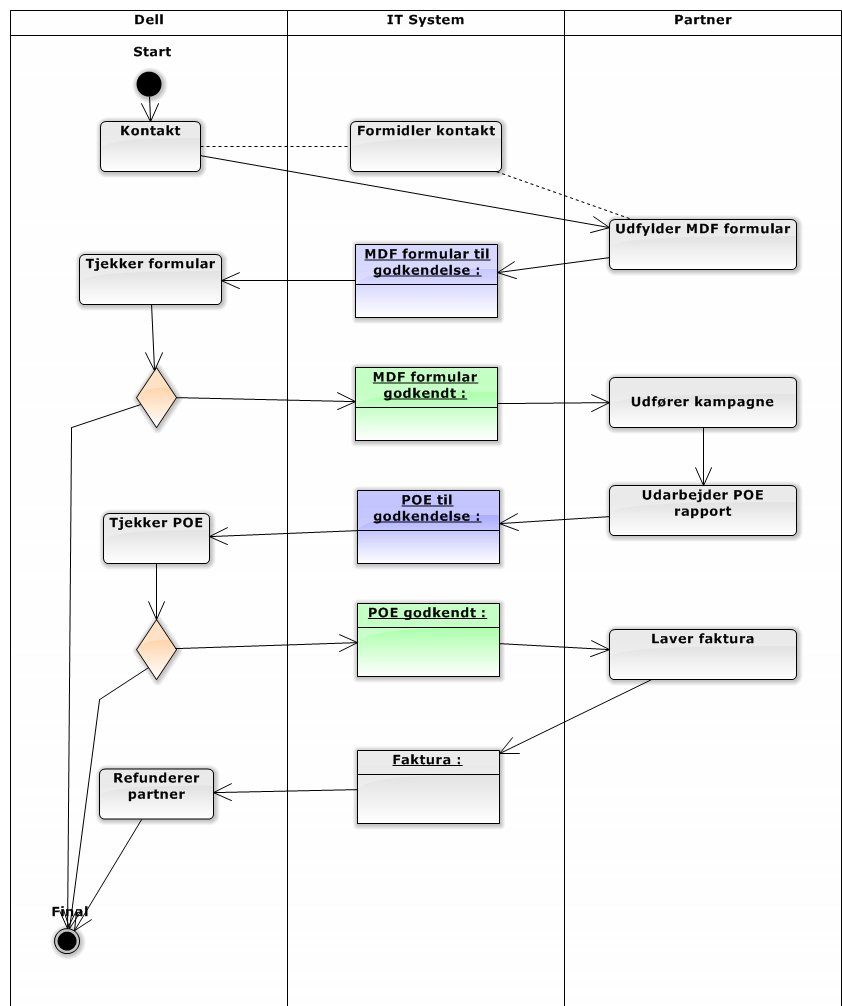 Dell
IT System
Partner
Start
Kontakt
Formidler kontakt
Udfylder MDF formular
Tjekker formular
MDF formular til
godkendelse :
MDF formular
godkendt :
Udfører kampagne
POE til
godkendelse :
Udarbejder POE
rapport
Tjekker POE
POE godkendt :
Laver faktura
Faktura :
Refunderer
partner
Final